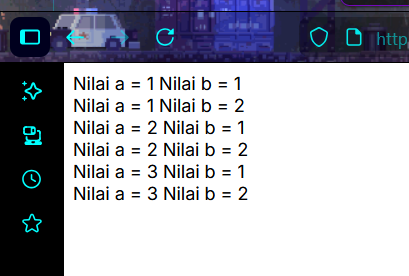 http
Nilai a = 1 Nilai b = 1
Nilai a = 1 Nilai b = 2
Nilai a = 2 Nilai b = 1
Nilai a = 2 Nilai b = 2
Nilai a = 3 Nilai b = 1
Nilai a = 3 Nilai b = 2